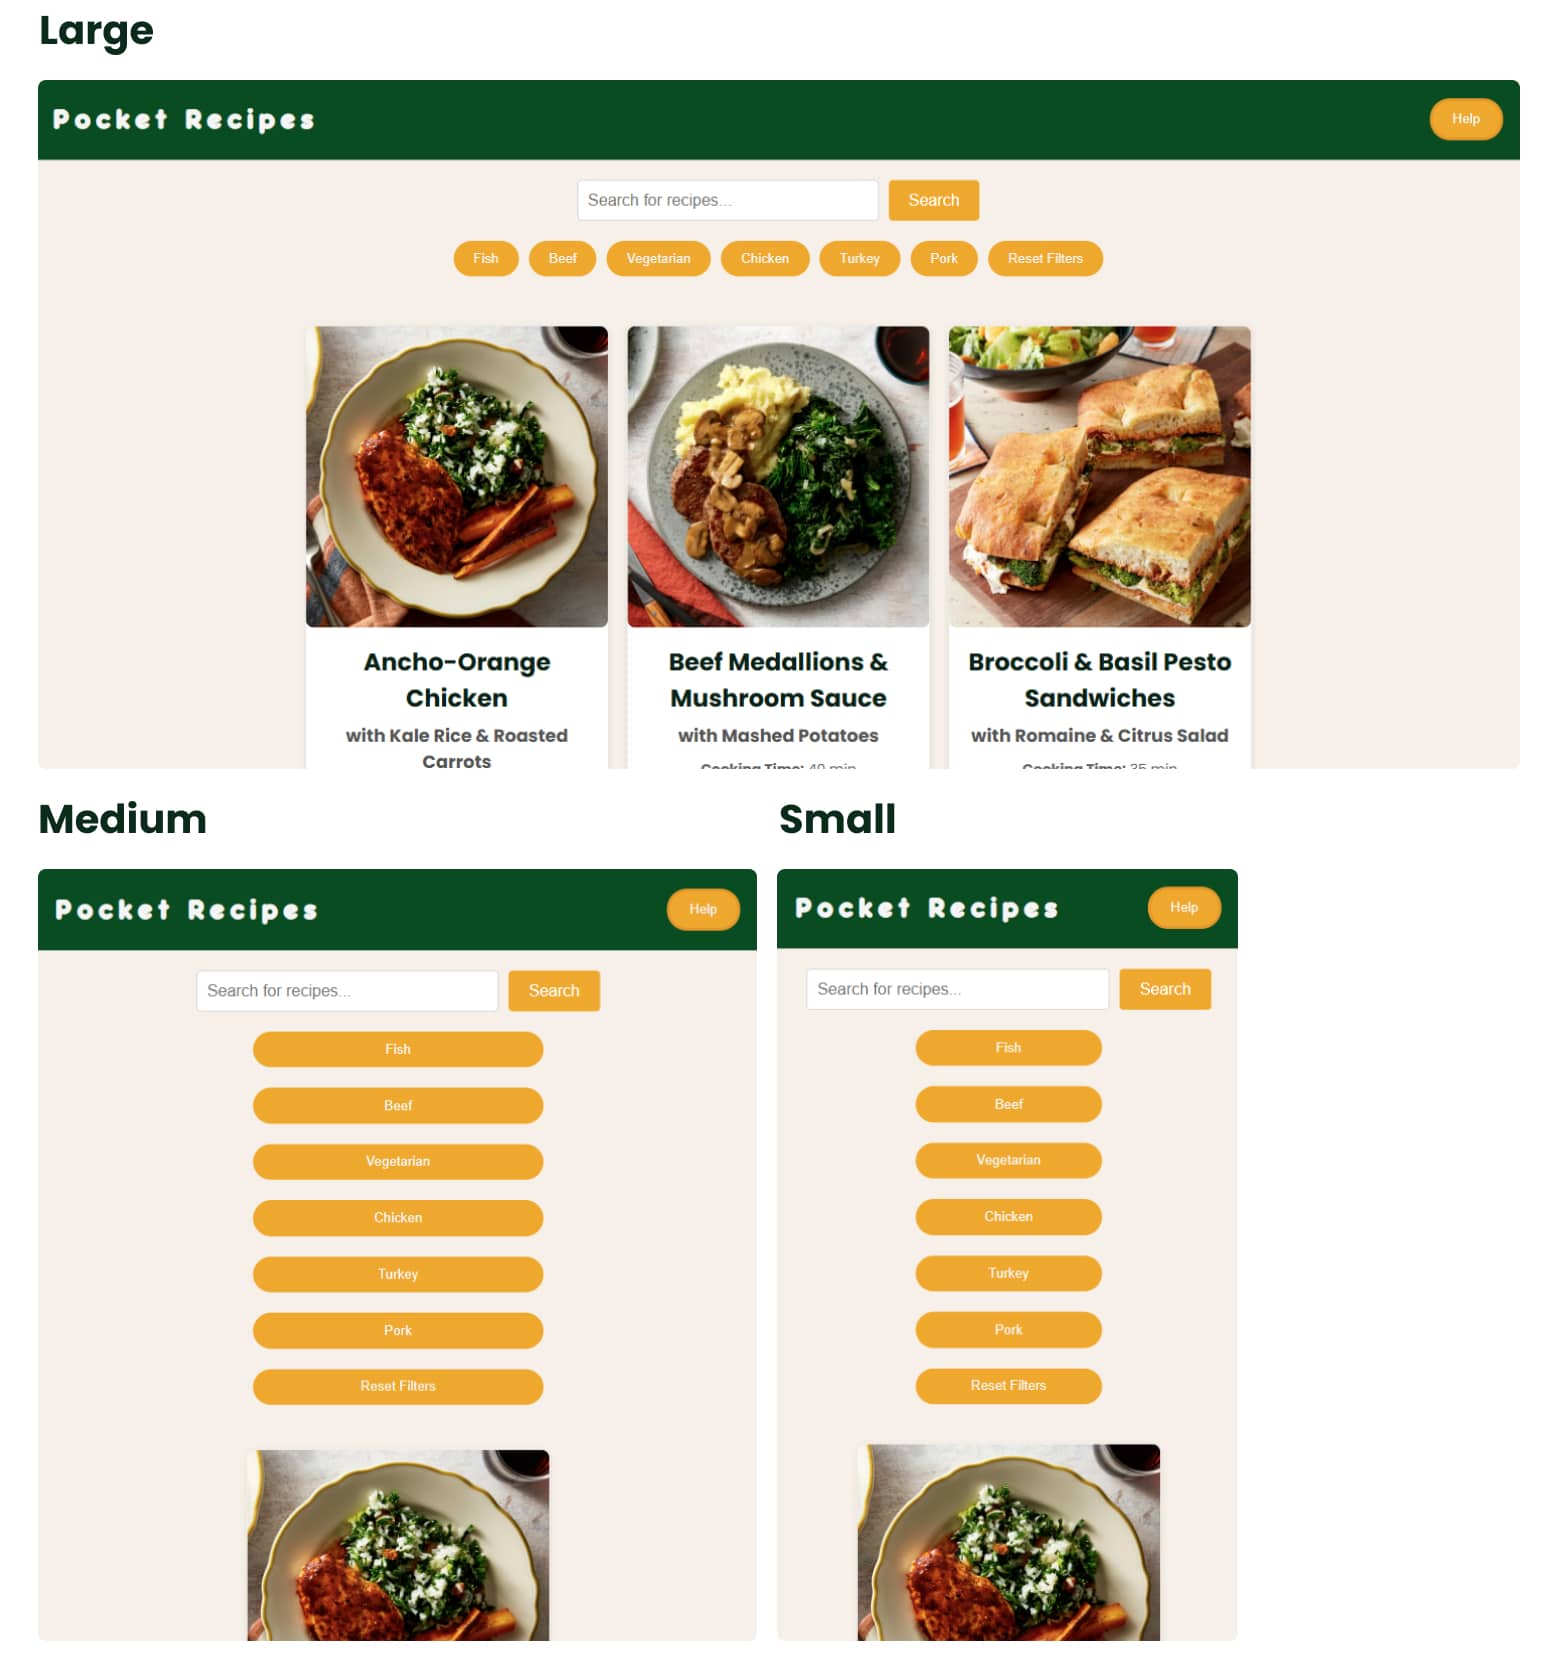 Large
Pocket Recipes
Help
Search for recipes...
Search
Fish
Beef
Vegetarian
Chicken
Turkey
Pork
Reset Filters
Ancho-Orange
Chicken
with Kale Rice & Roasted
Carrots
Beef Medallions &
Mushroom Sauce
with Mashed Potatoes
Cooking Time: 40 min
Broccoli & Basil Pesto
Sandwiches
with Romaine & Citrus Salad
Cooking Time: 35 min
Medium
Pocket Recipes
Help
Search for recipes...
Search
Fish
Beef
Vegetarian
Chicken
Turkey
Pork
Reset Filters
Small
Pocket Recipes
Help
Search for recipes...
Search
Fish
Beef
Vegetarian
Chicken
Turkey
Pork
Reset Filters